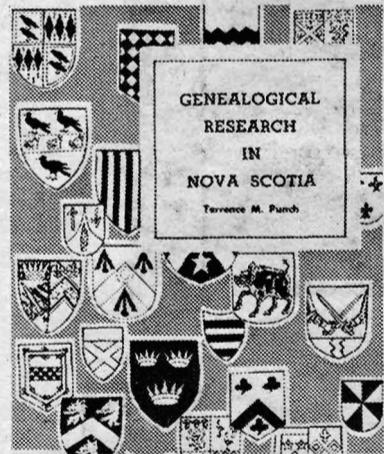 GENEALOGICAL
RESEARCH
IN
NOVA SCOTIA
Terrence M. Punch